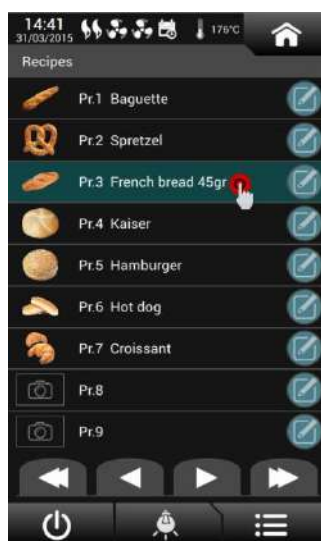 14:41
31/03/2015
176°C
Recipes
Pr.1 Baguette
Pr.2 Spretzel
Pr.3 French bread 45gr
Pr.4 Kaiser
Pr.5 Hamburger
Pr.6 Hot dog
Pr.7 Croissant
Pr.8
Pr.9